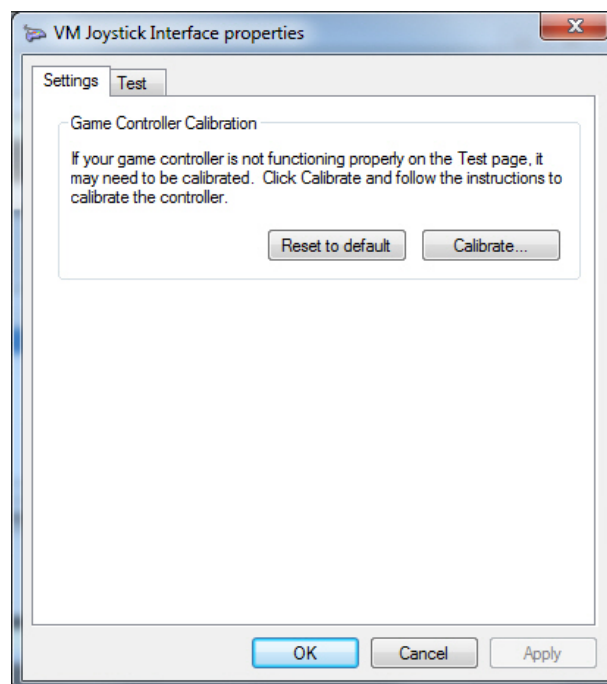 VM Joystick Interface properties
Settings Test
Game Controller Calibration
If your game controller is not functioning properly on the Test page, it
may need to be calibrated.  Click Calibrate and follow the instructions to
calibrate the controller.
Reset to default Calibrate...
OK Cancel Apply